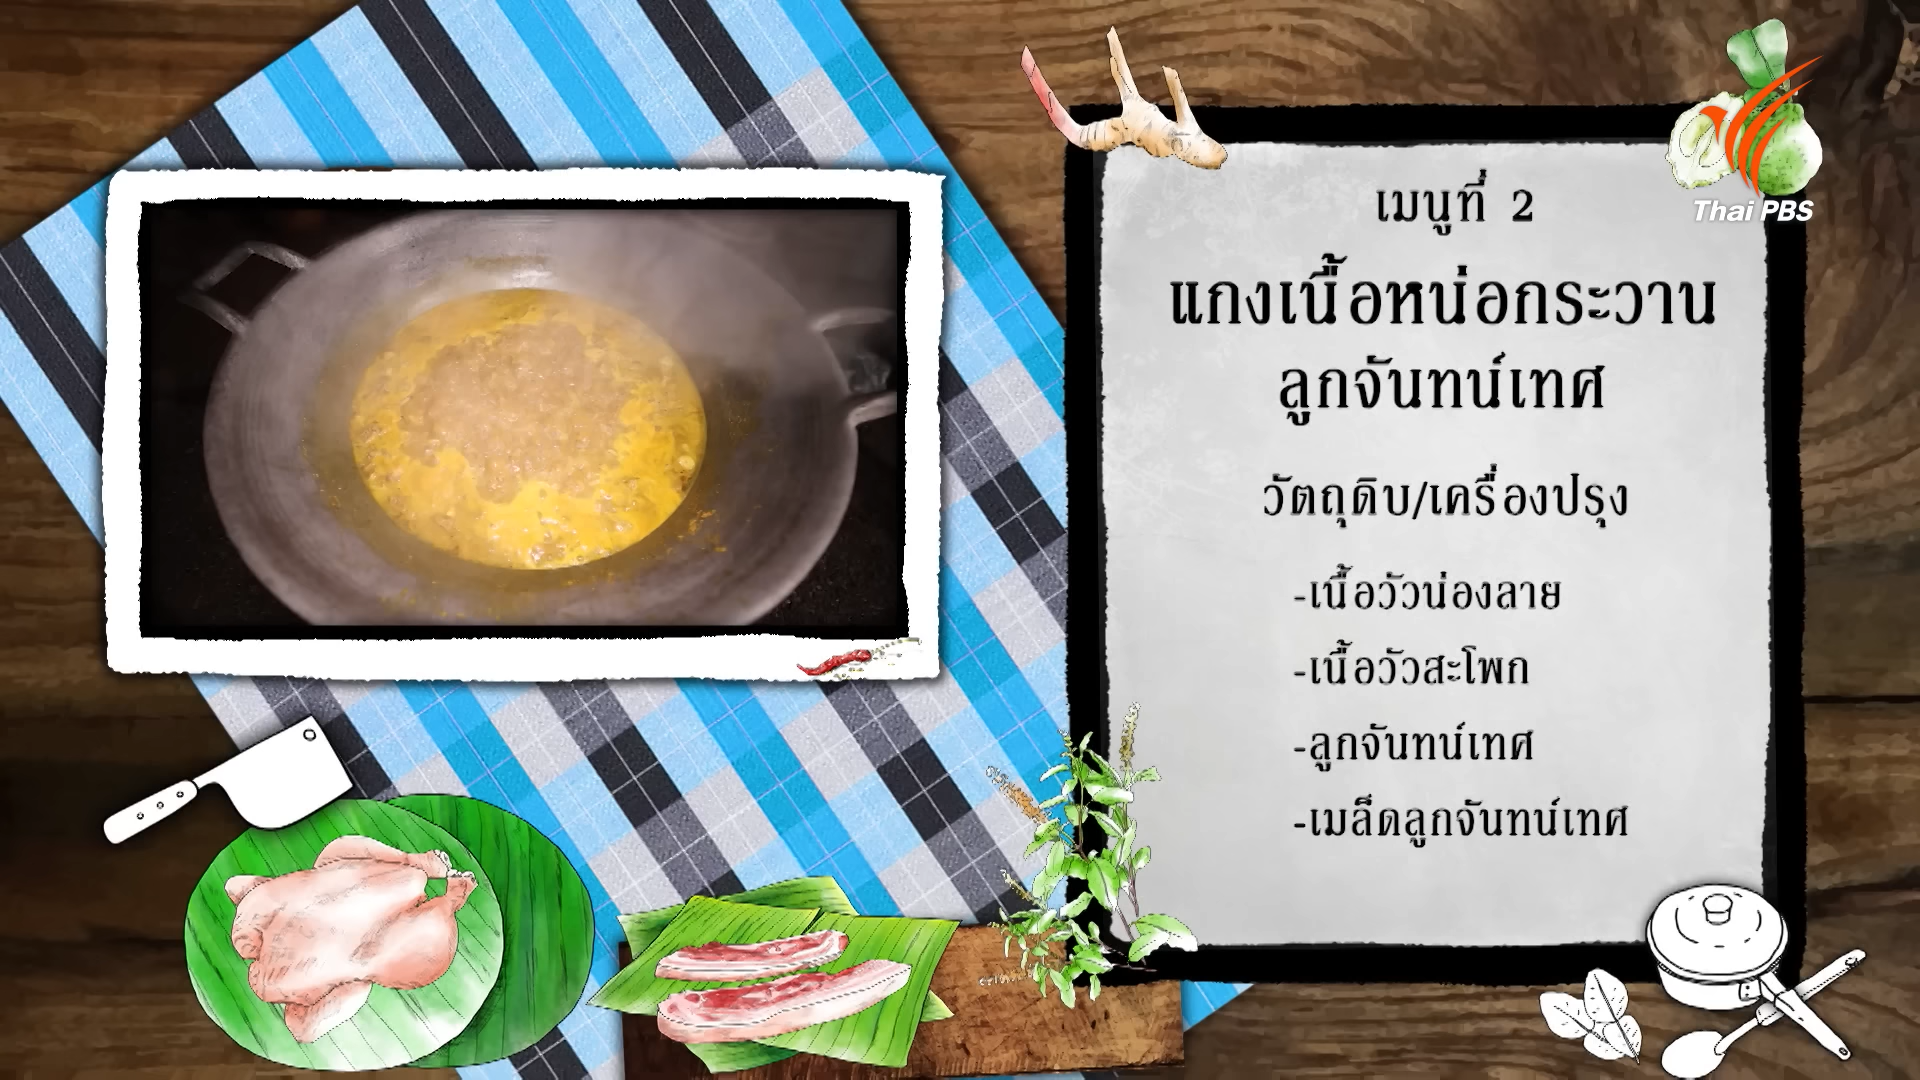 Thai PBS
เมนูที่ 2
แกงเนื้อหน่อกระวาน
ลูกจันทน์เทศ
วัตถุดิบ/เครื่องปรุง
-เนื้อวัวน่องลาย
-เนื้อวัวสะโพก
-ลูกจันทน์เทศ
-เมล็ดลูกจันทน์เทศ